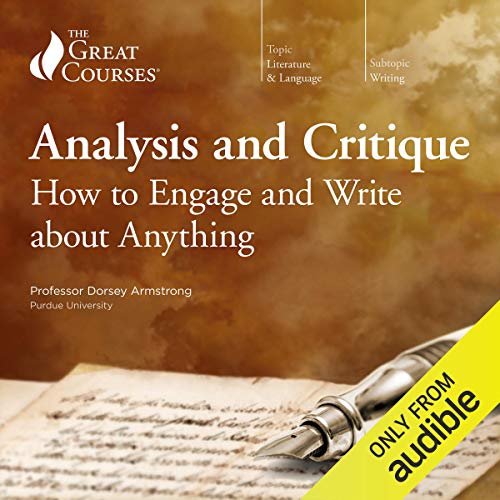 THE
GREAT
COURSES®
Topic
Literature
& Language
Subtopic
Writing
Analysis and Critique
How to Engage and Write
about Anything
Professor Dorsey Armstrong
Purdue University
ONLY FROM
audible